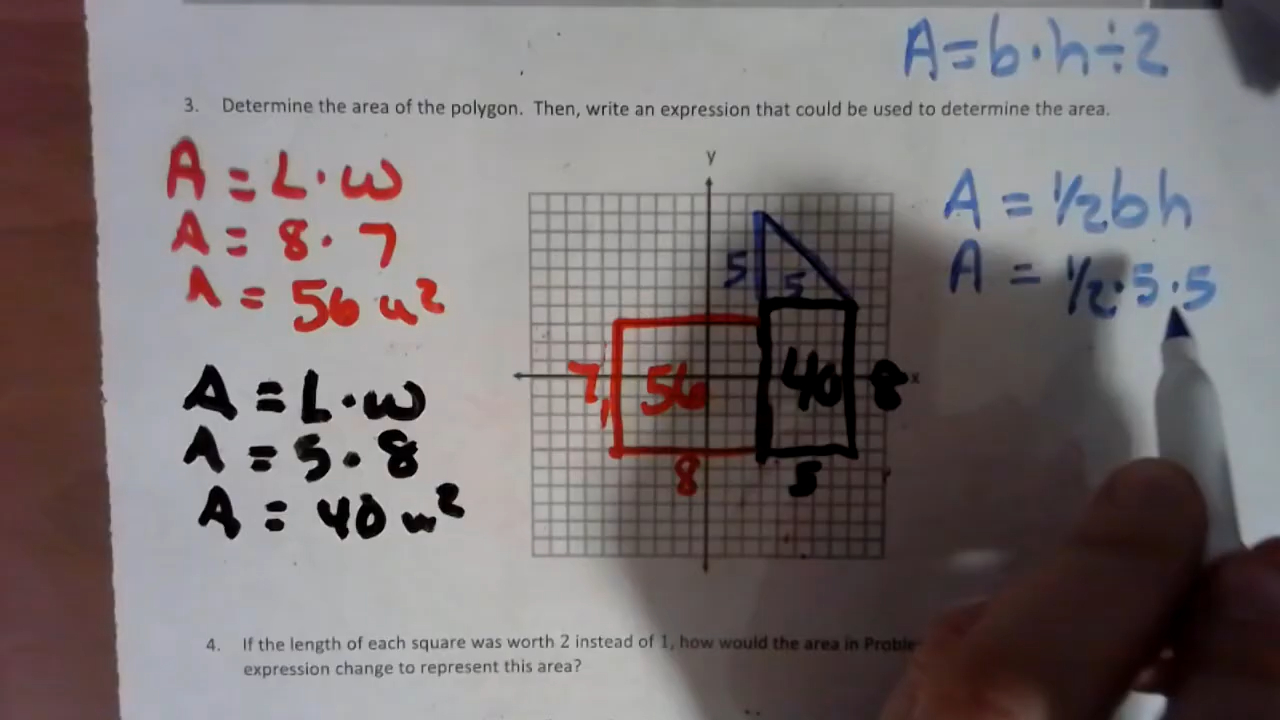 A=b·h÷2
3. Determine the area of the polygon. Then, write an expression that could be used to determine the area.
A = L·w
A = 8·7
A = 56 u²
A = L·w
A = 5·8
A = 40 u²
y
5
5
7
56
40
8
x
8
5
A = 1/2bh
A = 1/2·5·5
4. If the length of each square was worth 2 instead of 1, how would the area in
expression change to represent this area?